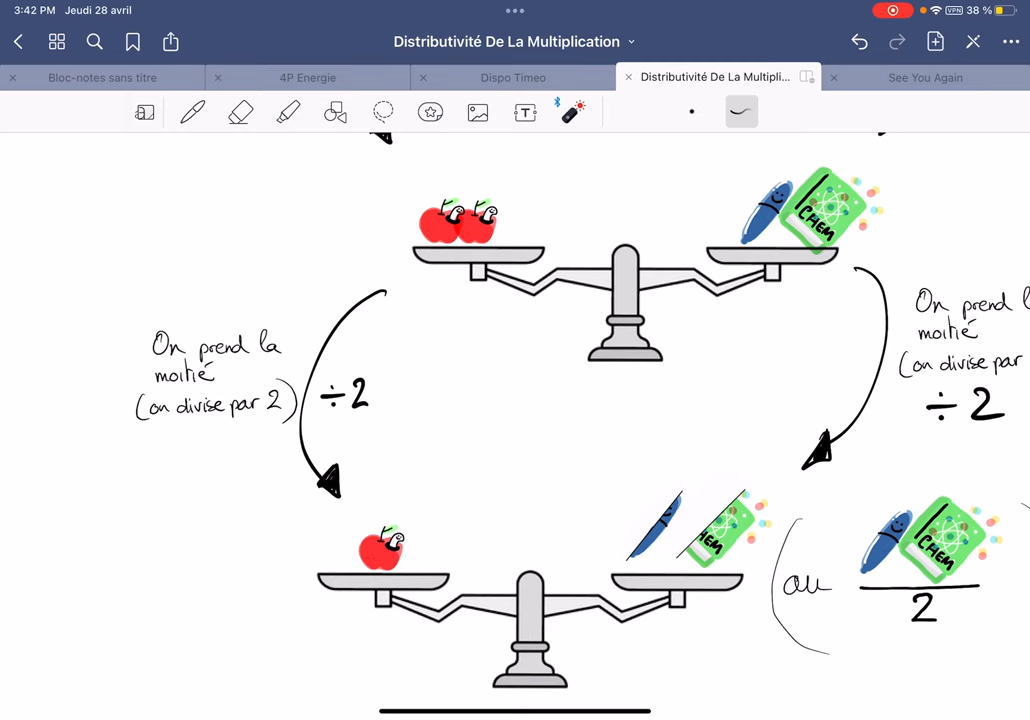 3:42 PM Jeudi 28 avril
VPN 38 %
Distributivité De La Multiplication
Bloc-notes sans titre
4P Energie
Dispo Timeo
Distributivité De La Multipli...
See You Again
T
CHEM
On prend la
moitié
(on divise par 2)
÷2
On prend l
moitié
(on divise par
÷ 2
HEM
(ou
CHEM
2